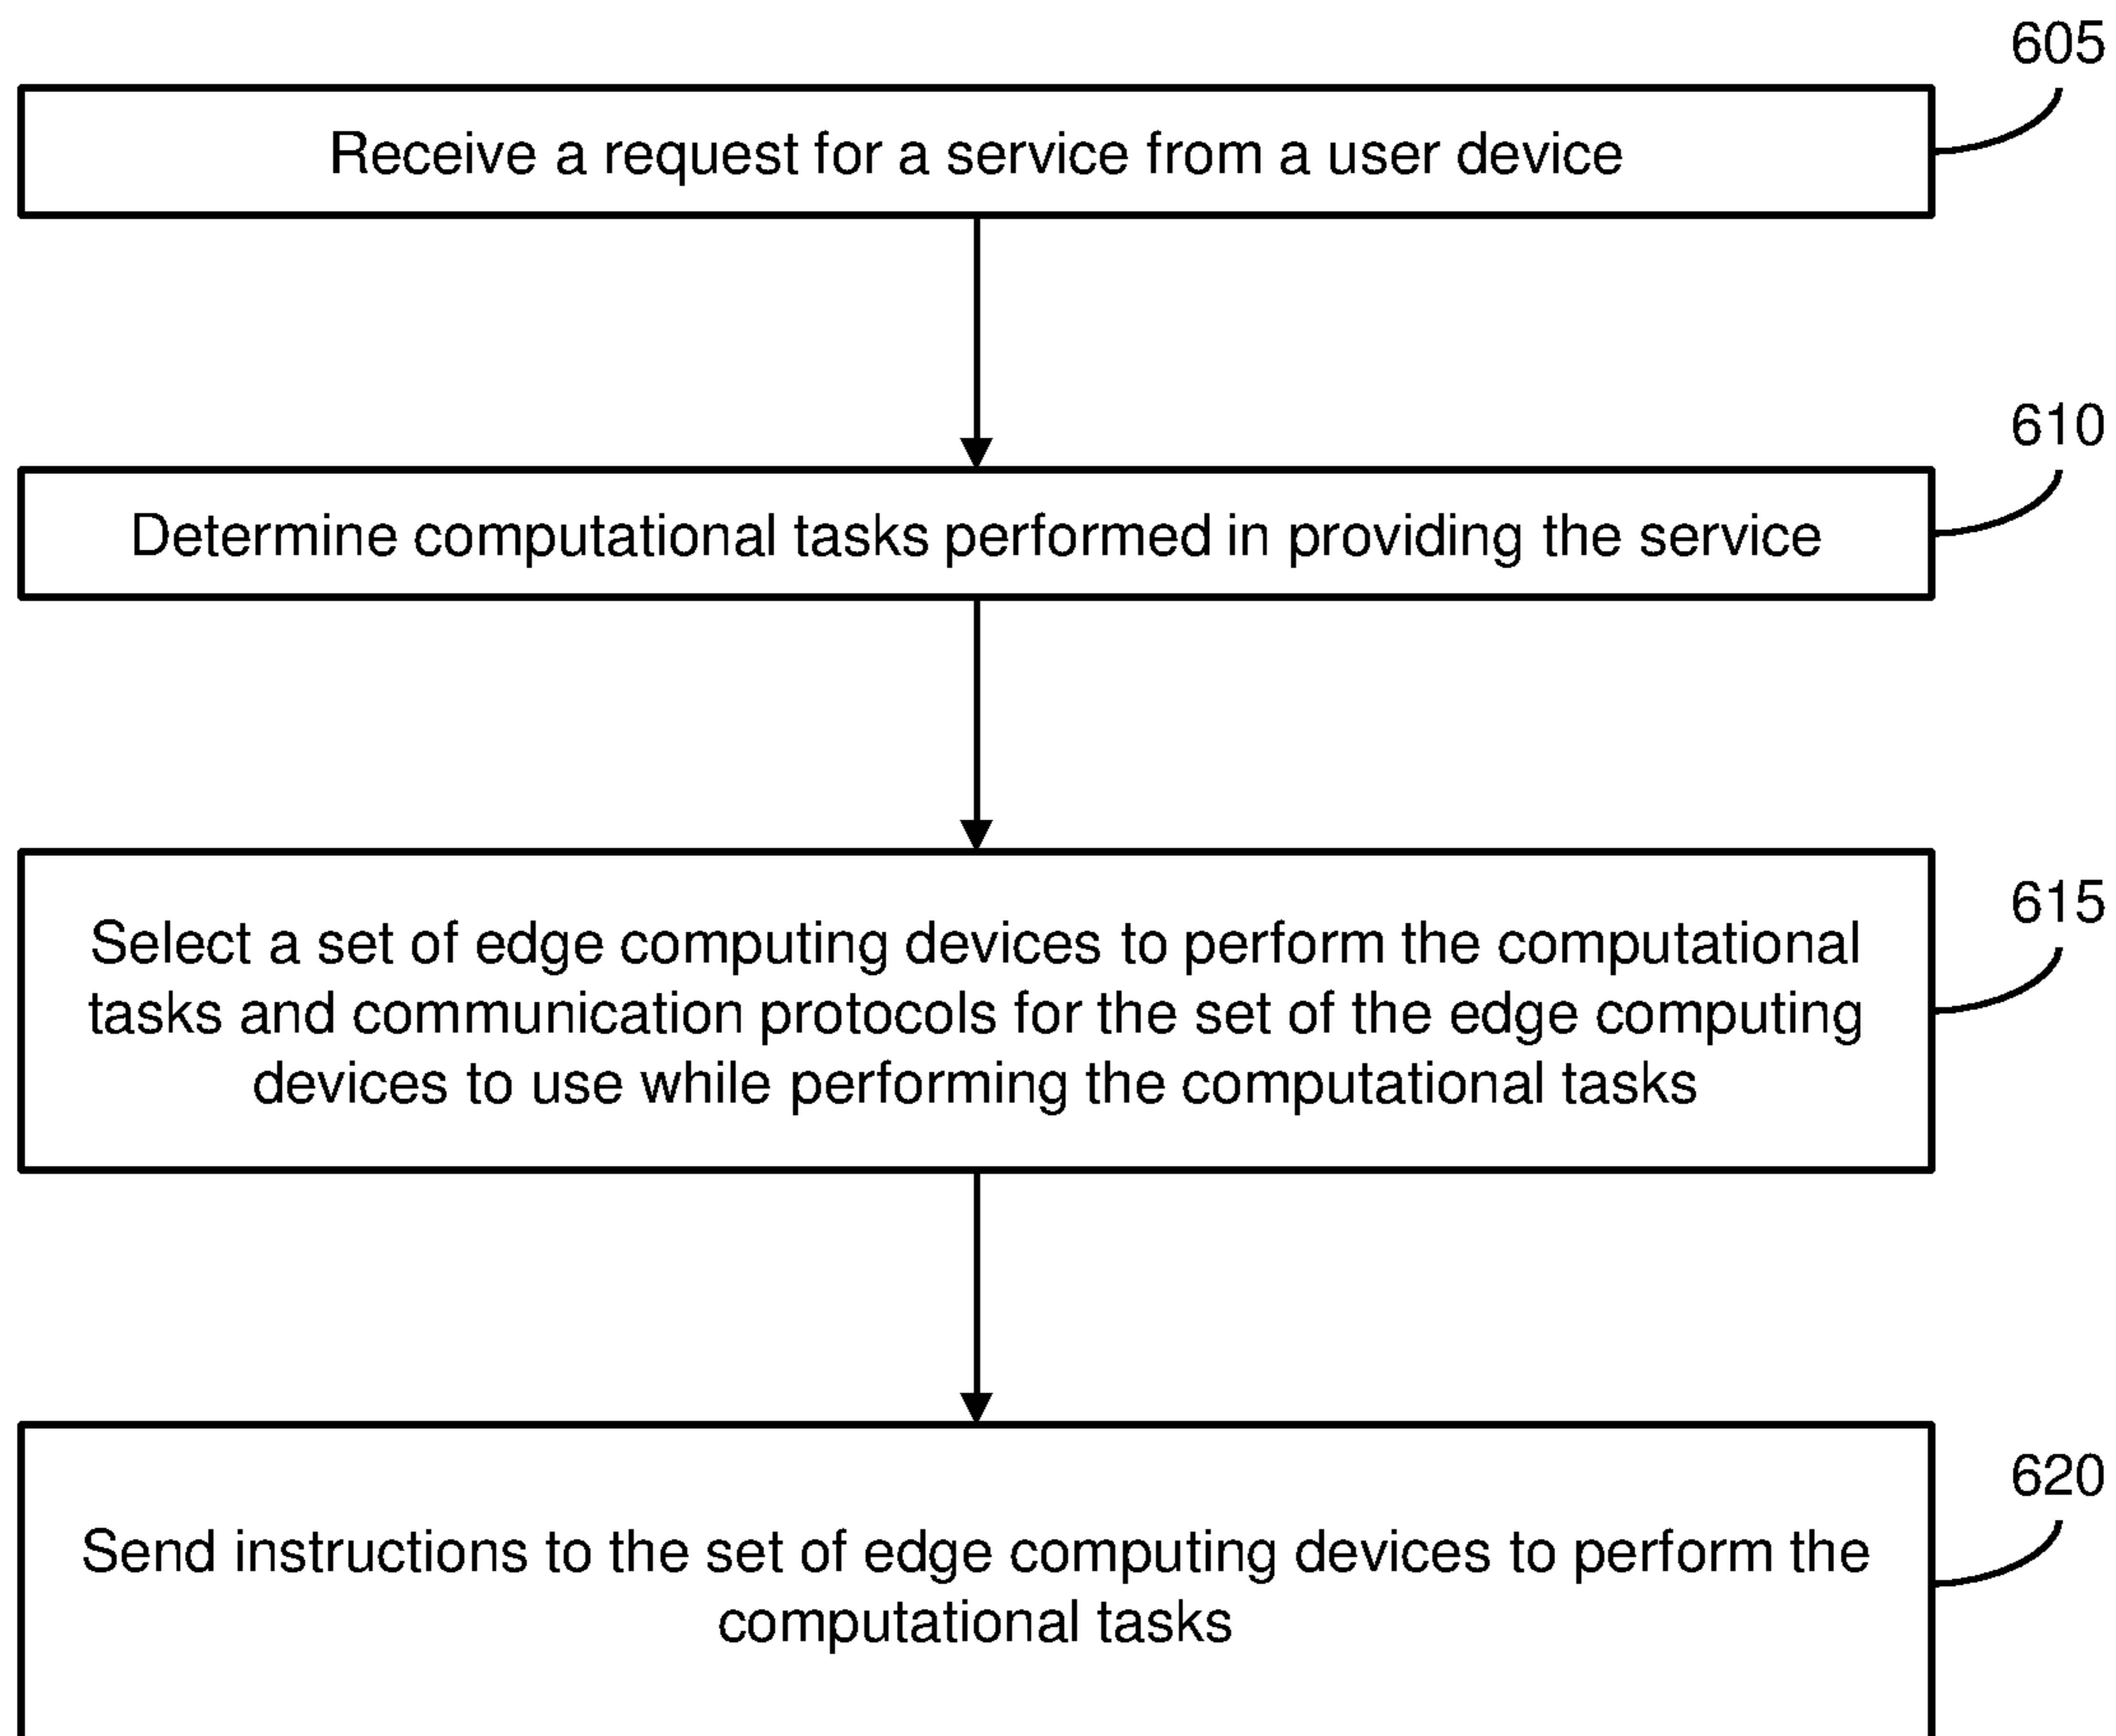 605
Receive a request for a service from a user device
610
Determine computational tasks performed in providing the service
615
Select a set of edge computing devices to perform the computational
tasks and communication protocols for the set of the edge computing
devices to use while performing the computational tasks
620
Send instructions to the set of edge computing devices to perform the
computational tasks